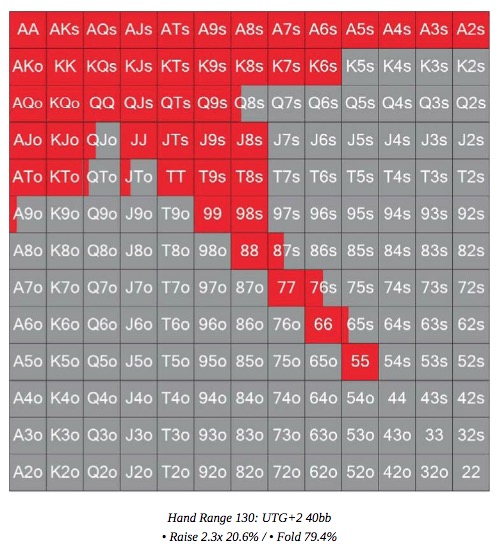 AA AKs AQs AJs ATs A9s A8s A7s A6s A5s A4s A3s A2s
AKo KK KQs KJs KTs K9s K8s K7s K6s K5s K4s K3s K2s
AQo KQo QQ QJs QTs Q9s Q8s Q7s Q6s Q5s Q4s Q3s Q2s
AJo KJo QJo JJ JTs J9s J8s J7s J6s J5s J4s J3s J2s
ATo KTo QTo JTo TT T9s T8s T7s T6s T5s T4s T3s T2s
A9o K9o Q9o J9o T9o 99 98s 97s 96s 95s 94s 93s 92s
A8o K8o Q8o J8o T8o 98o 88 87s 86s 85s 84s 83s 82s
A7o K7o Q7o J7o T7o 97o 87o 77 76s 75s 74s 73s 72s
A6o K6o Q6o J6o T6o 96o 86o 76o 66 65s 64s 63s 62s
A5o K5o Q5o J5o T5o 95o 85o 75o 65o 55 54s 53s 52s
A4o K4o Q4o J4o T4o 94o 84o 74o 64o 54o 44 43s 42s
A3o K3o Q3o J3o T3o 93o 83o 73o 63o 53o 43o 33 32s
A2o K2o Q2o J2o T2o 92o 82o 72o 62o 52o 42o 32o 22
Hand Range 130: UTG+2 40bb
• Raise 2.3x 20.6% / • Fold 79.4%